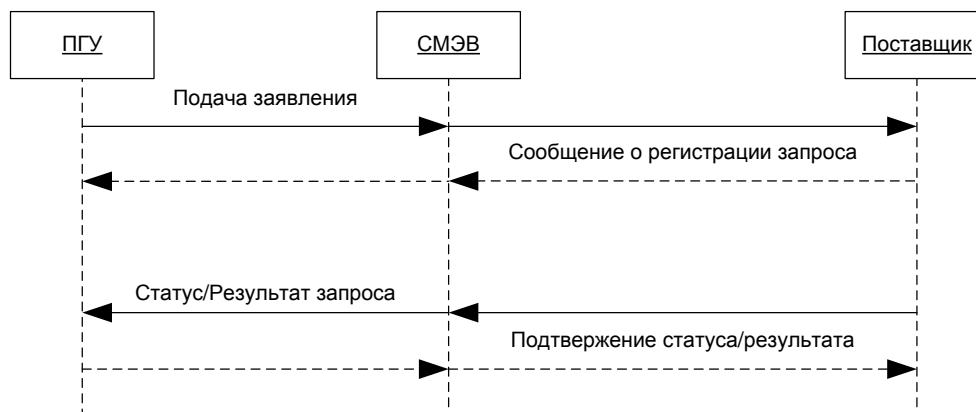 ПГУ
СМЭВ
Поставщик
Подача заявления
Сообщение о регистрации запроса
Статус/Результат запроса
Подтвержение статуса/результата